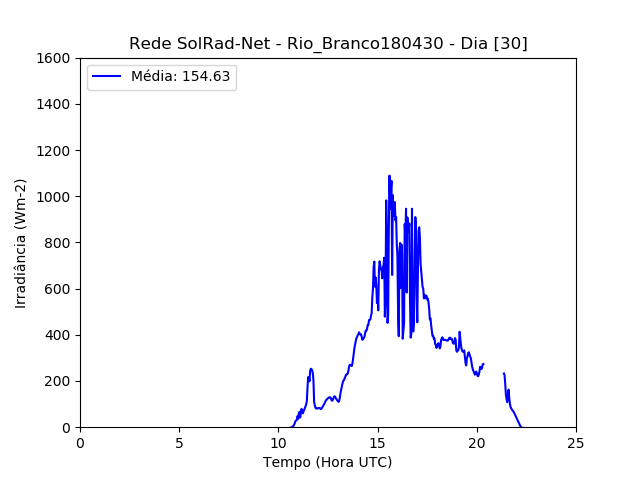 Rede SolRad-Net - Rio_Branco180430 - Dia [30]
Média: 154.63
1600
1400
1200
1000
800
600
400
200
0
Irradiância (Wm-2)
0 5 10 15 20 25
Tempo (Hora UTC)